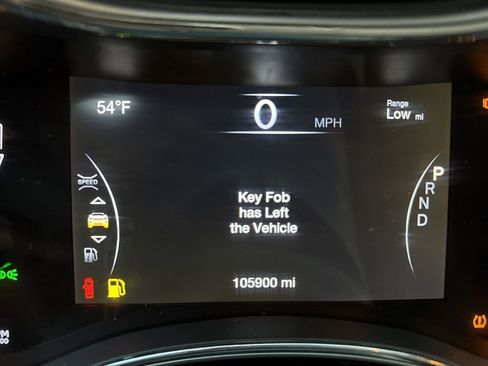 54°F
0
MPH
Range
Low mi
SPEED
P
R
N
D
Key Fob
has Left
the Vehicle
105900 mi